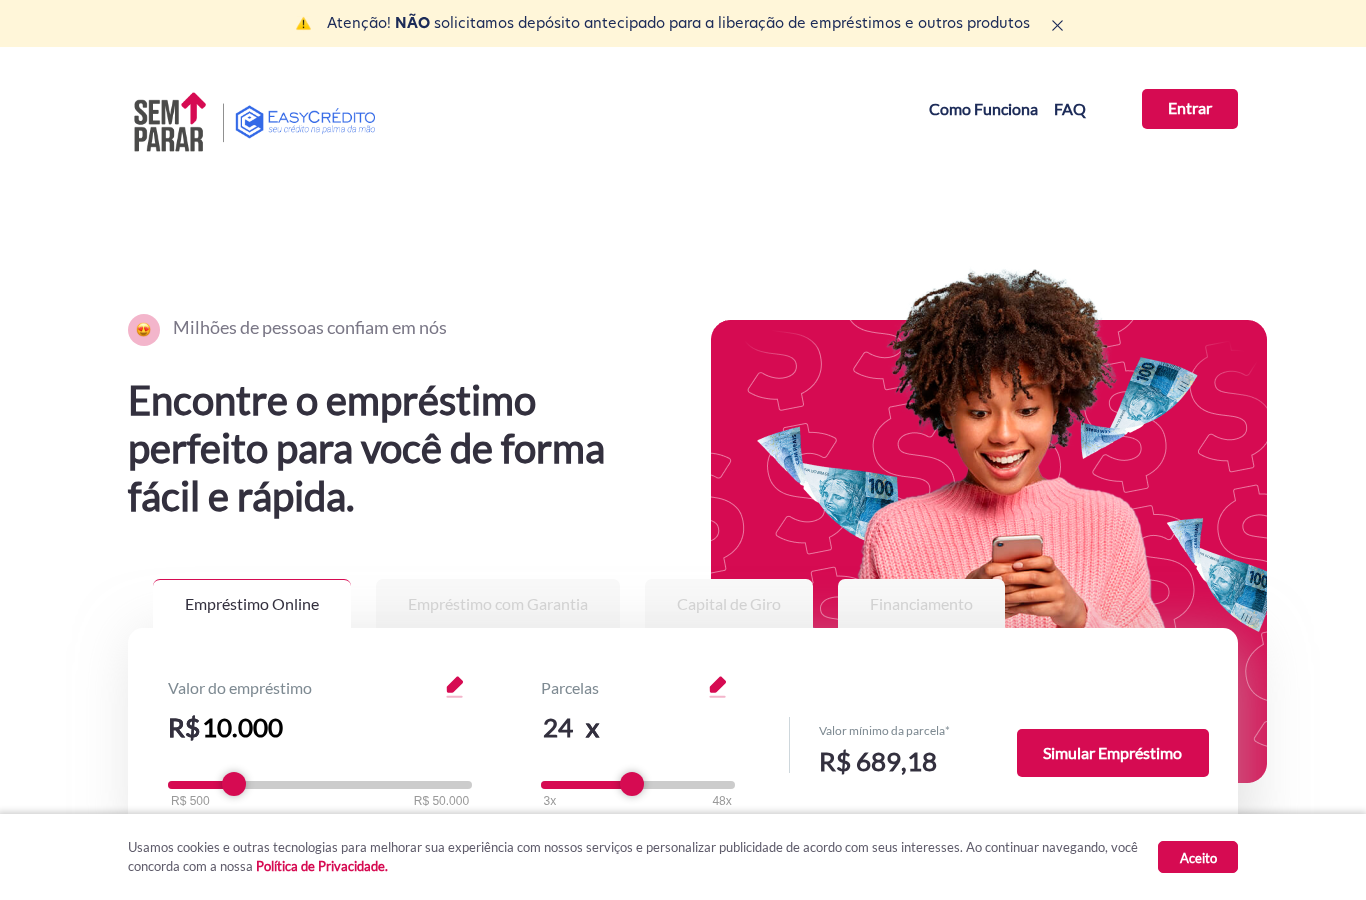 Atenção! NÃO solicitamos depósito antecipado para a liberação de empréstimos e outros produtos
SEM
PARAR
EASYCRÉDITO
seu crédito na palma da mão
Como Funciona
FAQ
Entrar
Milhões de pessoas confiam em nós
Encontre o empréstimo
perfeito para você de forma
fácil e rápida.
100
100
100
Empréstimo Online
Empréstimo com Garantia
Capital de Giro
Financiamento
Valor do empréstimo
R$ 10.000
R$ 500
R$ 50.000
Parcelas
24 x
3x
48x
Valor mínimo da parcela*
R$ 689,18
Simular Empréstimo
Usamos cookies e outras tecnologias para melhorar sua experiência com nossos serviços e personalizar publicidade de acordo com seus interesses. Ao continuar navegando, você
concorda com a nossa Política de Privacidade.
Aceito